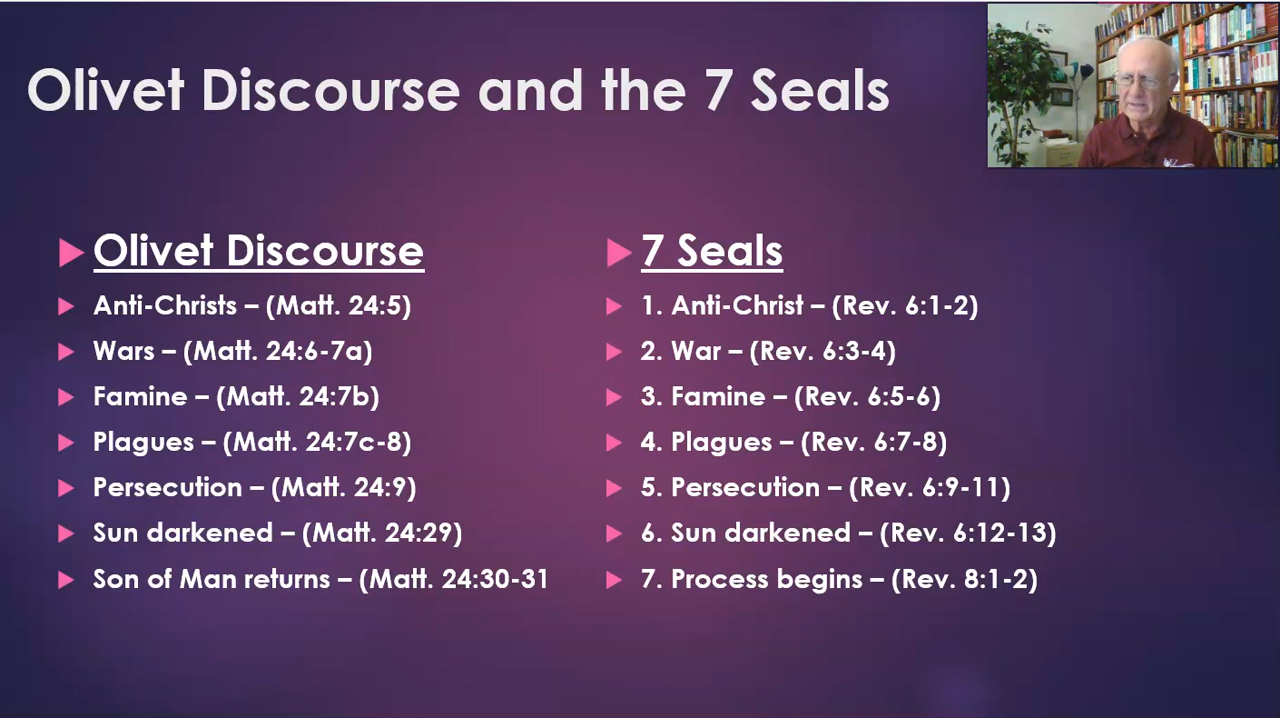 Olivet Discourse and the 7 Seals
Olivet Discourse
Anti-Christs – (Matt. 24:5)
Wars – (Matt. 24:6-7a)
Famine – (Matt. 24:7b)
Plagues – (Matt. 24:7c-8)
Persecution – (Matt. 24:9)
Sun darkened – (Matt. 24:29)
Son of Man returns – (Matt. 24:30-31
7 Seals
1. Anti-Christ – (Rev. 6:1-2)
2. War – (Rev. 6:3-4)
3. Famine – (Rev. 6:5-6)
4. Plagues – (Rev. 6:7-8)
5. Persecution – (Rev. 6:9-11)
6. Sun darkened – (Rev. 6:12-13)
7. Process begins – (Rev. 8:1-2)